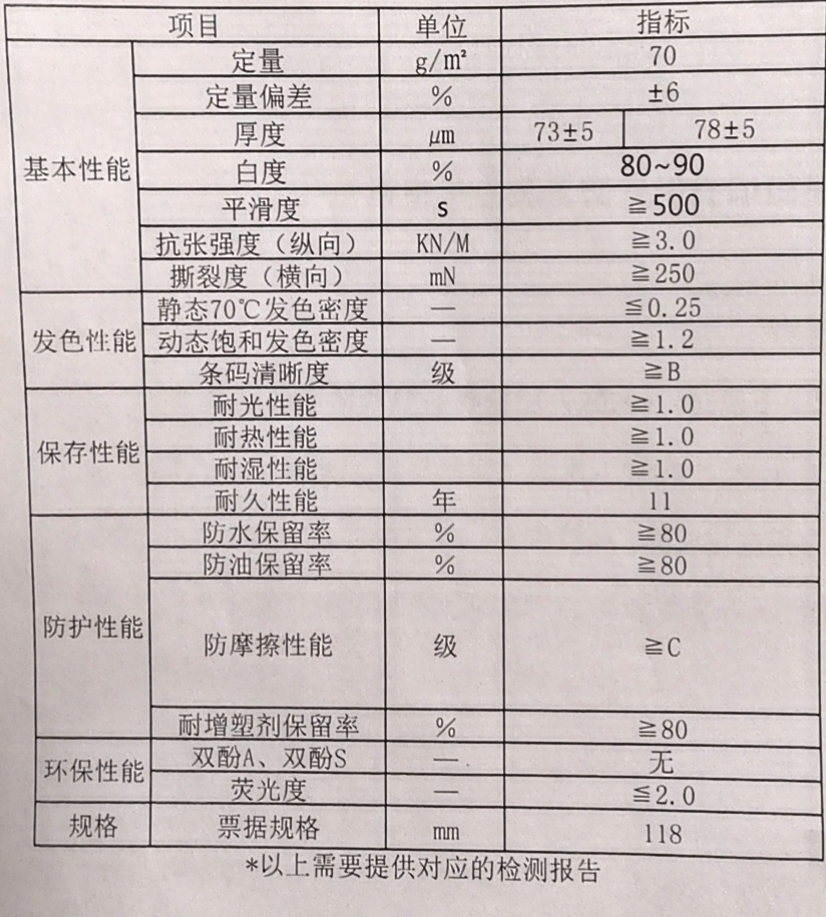 项目 单位 指标
基本性能 定量 g/m² 70
定量偏差 % ±6
厚度 μm 73±5 78±5
白度 % 80~90
平滑度 s ≧500
抗张强度（纵向） KN/M ≧3.0
撕裂度（横向） mN ≧250
发色性能 静态70℃发色密度 — ≦0.25
动态饱和发色密度 — ≧1.2
条码清晰度 级 ≧B
保存性能 耐光性能 ≧1.0
耐热性能 ≧1.0
耐湿性能 ≧1.0
耐久性能 年 11
防护性能 防水保留率 % ≧80
防油保留率 % ≧80
防摩擦性能 级 ≧C
耐增塑剂保留率 % ≧80
环保性能 双酚A、双酚S — 无
荧光度 — ≦2.0
规格 票据规格 mm 118
*以上需要提供对应的检测报告